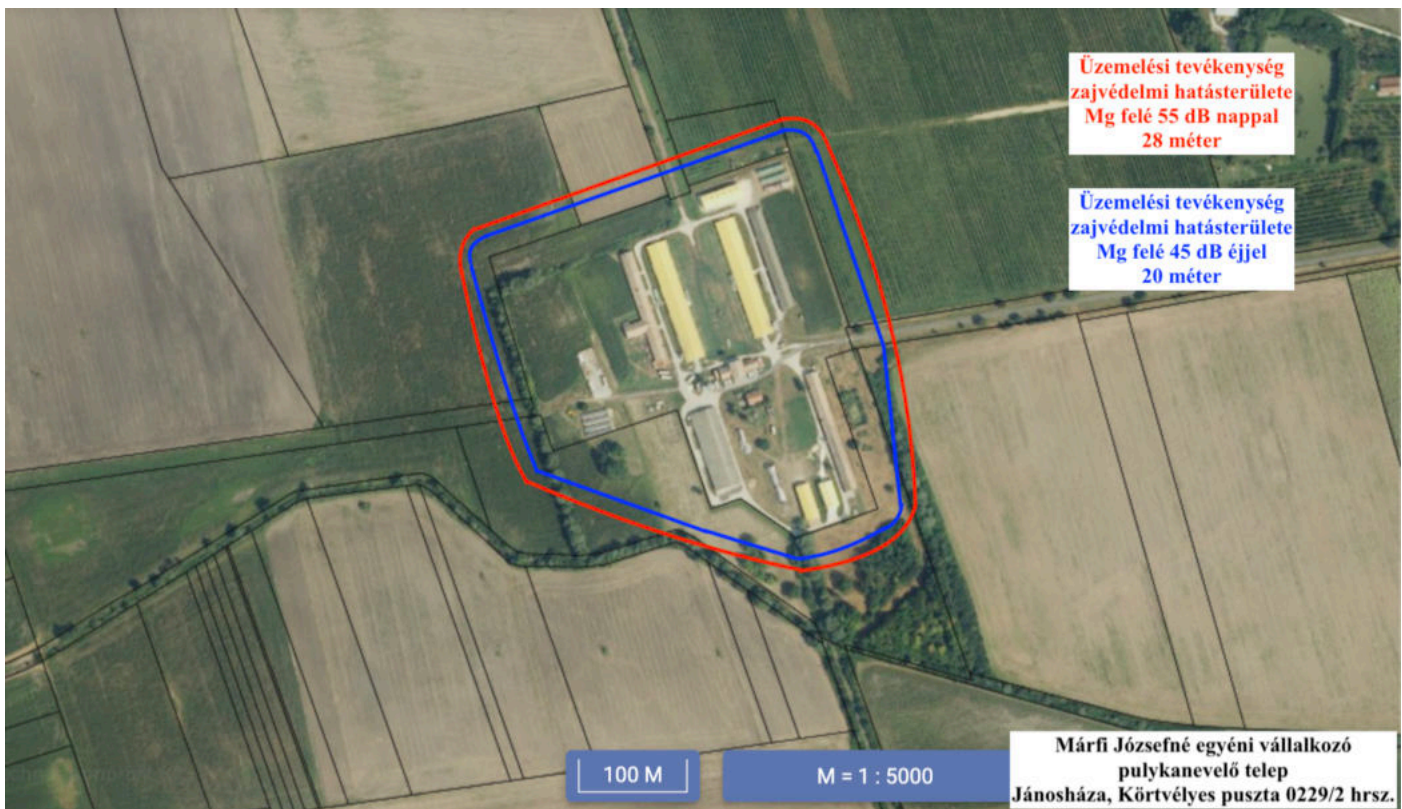 Üzemelési tevékenység
zajvédelmi hatásterülete
Mg felé 55 dB nappal
28 méter
Üzemelési tevékenység
zajvédelmi hatásterülete
Mg felé 45 dB éjjel
20 méter
100 M
M = 1 : 5000
Márfi Józsefné egyéni vállalkozó
pulykanevelő telep
Jánosháza, Körtvélyes puszta 0229/2 hrsz.